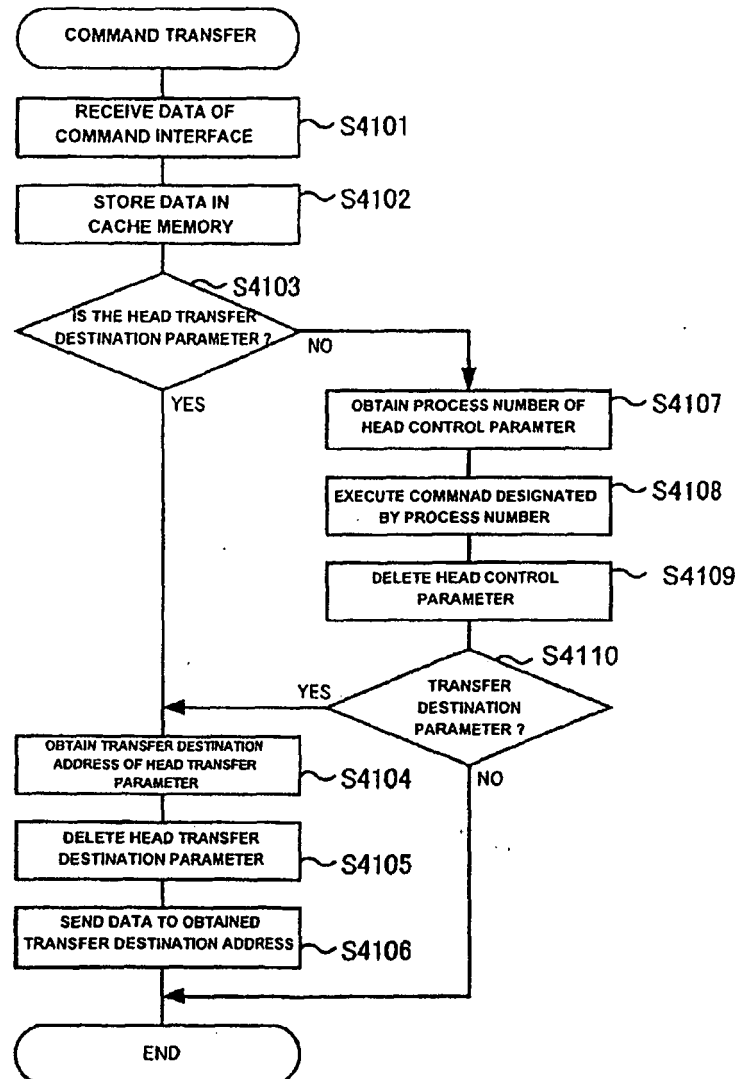 COMMAND TRANSFER
RECEIVE DATA OF
COMMAND INTERFACE
S4101
STORE DATA IN
CACHE MEMORY
S4102
S4103
IS THE HEAD TRANSFER
DESTINATION PARAMETER ?
NO
YES
OBTAIN PROCESS NUMBER OF
HEAD CONTROL PARAMTER
S4107
EXECUTE COMMNAD DESIGNATED
BY PROCESS NUMBER
S4108
DELETE HEAD CONTROL
PARAMETER
S4109
S4110
TRANSFER
DESTINATION
PARAMETER ?
YES
NO
OBTAIN TRANSFER DESTINATION
ADDRESS OF HEAD TRANSFER
PARAMETER
S4104
DELETE HEAD TRANSFER
DESTINATION PARAMETER
S4105
SEND DATA TO OBTAINED
TRANSFER DESTINATION ADDRESS
S4106
END